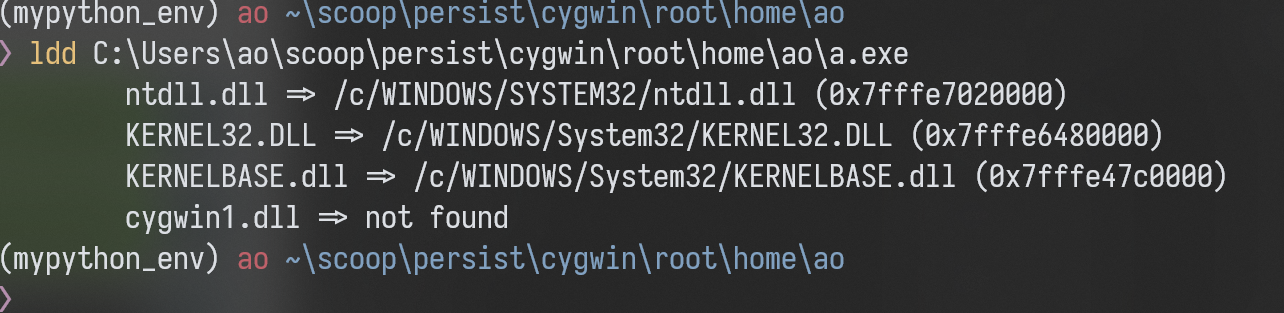 (mypython_env) ao ~\scoop\persist\cygwin\root\home\ao
❯ ldd C:\Users\ao\scoop\persist\cygwin\root\home\ao\a.exe
ntdll.dll => /c/WINDOWS/SYSTEM32/ntdll.dll (0x7fffe7020000)
KERNEL32.DLL => /c/WINDOWS/System32/KERNEL32.DLL (0x7fffe6480000)
KERNELBASE.dll => /c/WINDOWS/System32/KERNELBASE.dll (0x7fffe47c0000)
cygwin1.dll => not found
(mypython_env) ao ~\scoop\persist\cygwin\root\home\ao
❯